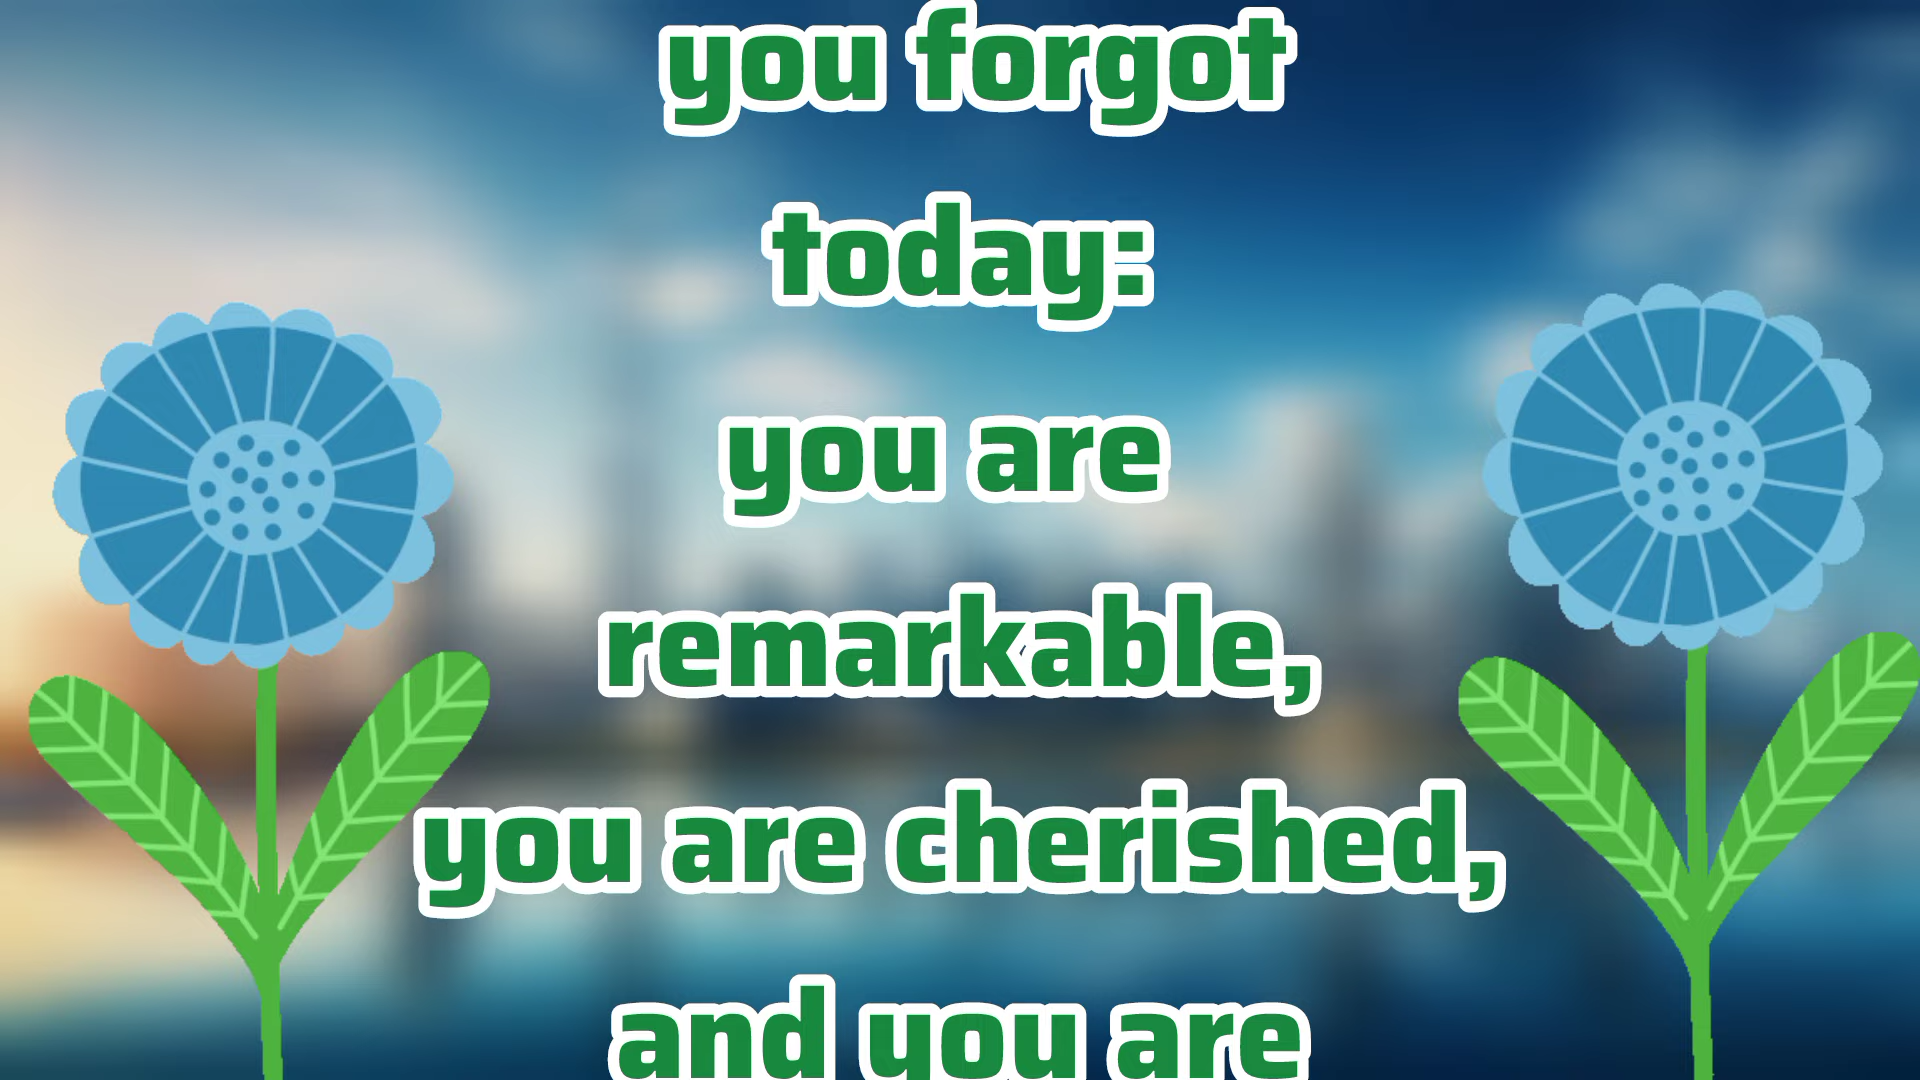 you forgot
today:
you are
remarkable,
you are cherished,
and you are